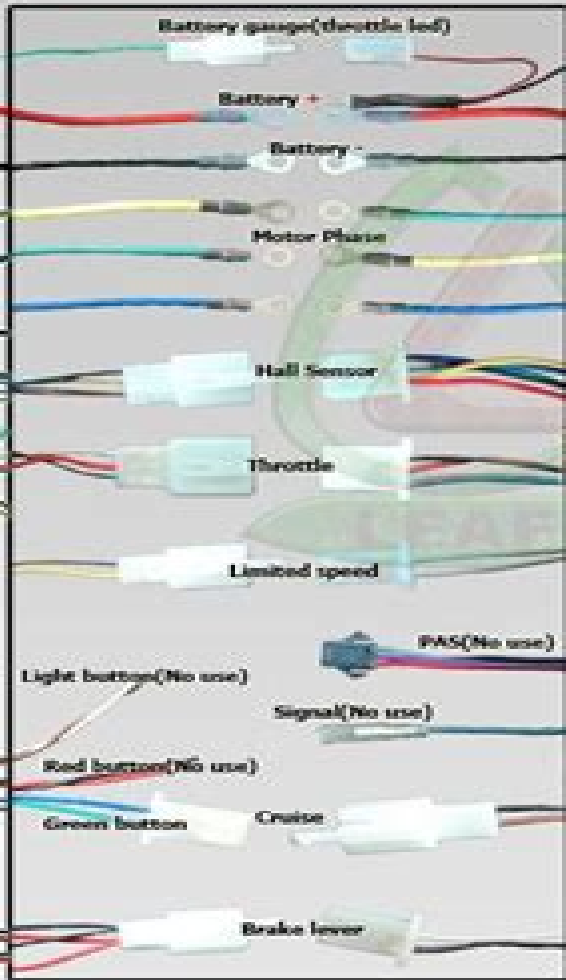 Battery gauge(throttle led)
Battery +
Battery -
Motor Phase
Hall Sensor
Throttle
LEAF
Limited speed
PAS(No use)
Light button(No use)
Signal(No use)
Red button(No use)
Green button
Cruise
Brake lever